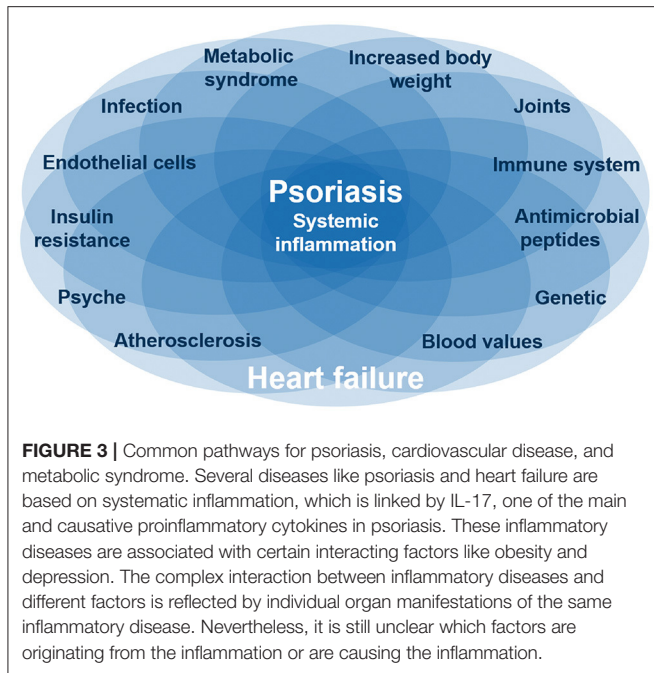 Metabolic
syndrome
Increased body
weight
Infection
Joints
Endothelial cells
Immune system
Psoriasis
Systemic
inflammation
Insulin
resistance
Antimicrobial
peptides
Psyche
Genetic
Atherosclerosis
Blood values
Heart failure
FIGURE 3 | Common pathways for psoriasis, cardiovascular disease, and
metabolic syndrome. Several diseases like psoriasis and heart failure are
based on systematic inflammation, which is linked by IL-17, one of the main
and causative proinflammatory cytokines in psoriasis. These inflammatory
diseases are associated with certain interacting factors like obesity and
depression. The complex interaction between inflammatory diseases and
different factors is reflected by individual organ manifestations of the same
inflammatory disease. Nevertheless, it is still unclear which factors are
originating from the inflammation or are causing the inflammation.